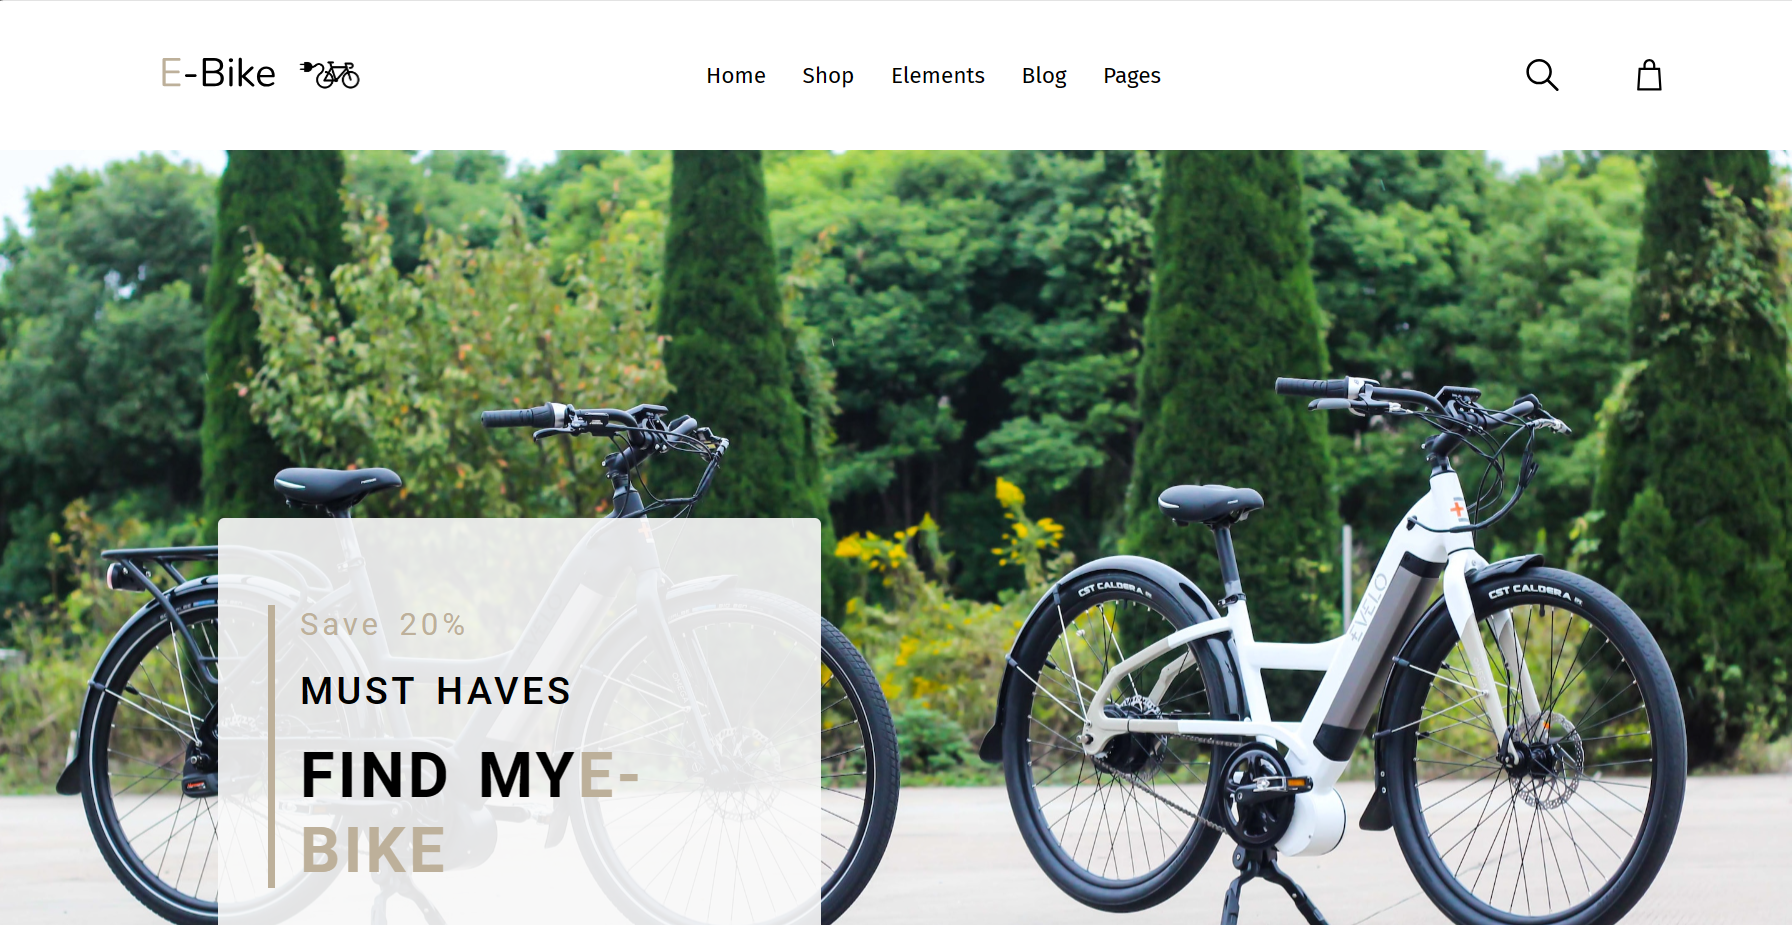 E-Bike
Home Shop Elements Blog Pages
Save 20%
MUST HAVES
FIND MYE-
BIKE
EVELO
CST CALDERA
CST CALDERA